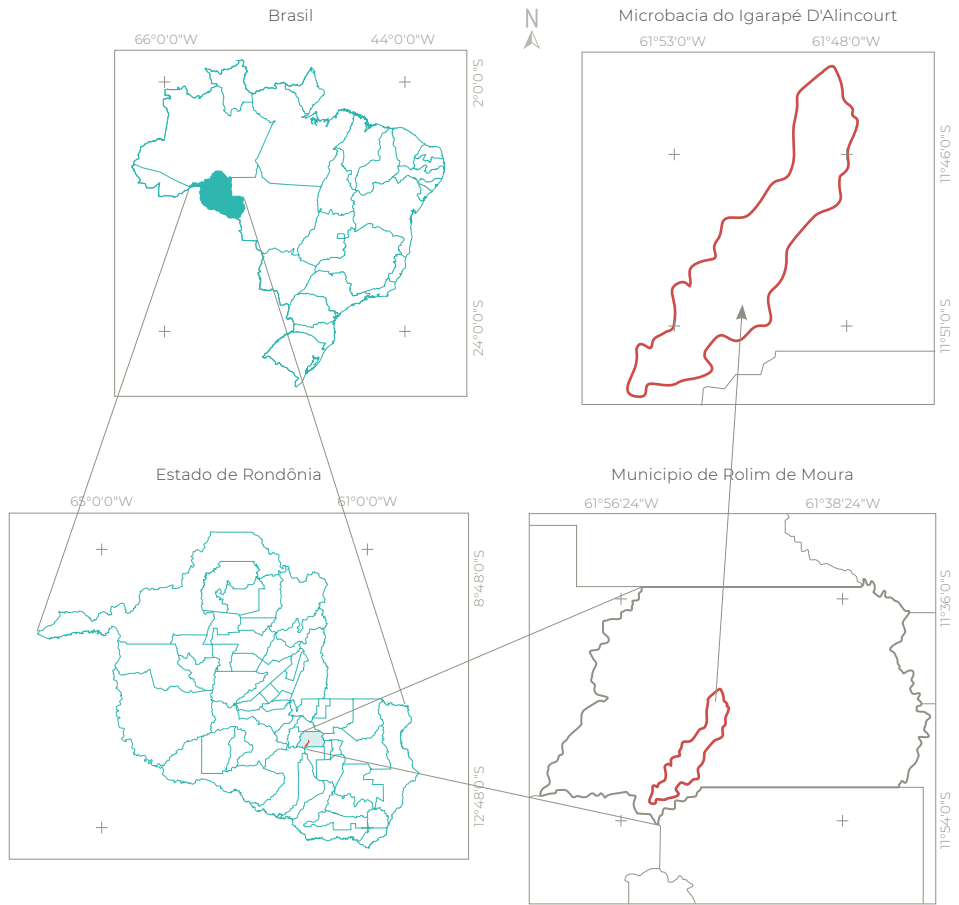 Brasil
N
Microbacia do Igarapé D'Alincourt
66°0'0"W
44°0'0"W
61°53'0"W
61°48'0"W
2°0'0"S
24°0'0"S
11°46'0"S
11°51'0"S
Estado de Rondônia
Municipio de Rolim de Moura
65°0'0"W
61°0'0"W
61°56'24"W
61°38'24"W
8°48'0"S
12°48'0"S
11°36'0"S
11°54'0"S